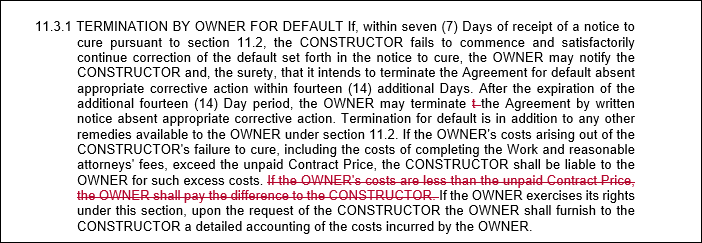 11.3.1 TERMINATION BY OWNER FOR DEFAULT If, within seven (7) Days of receipt of a notice to
cure pursuant to section 11.2, the CONSTRUCTOR fails to commence and satisfactorily
continue correction of the default set forth in the notice to cure, the OWNER may notify the
CONSTRUCTOR and, the surety, that it intends to terminate the Agreement for default absent
appropriate corrective action within fourteen (14) additional Days. After the expiration of the
additional fourteen (14) Day period, the OWNER may terminate t the Agreement by written
notice absent appropriate corrective action. Termination for default is in addition to any other
remedies available to the OWNER under section 11.2. If the OWNER's costs arising out of the
CONSTRUCTOR's failure to cure, including the costs of completing the Work and reasonable
attorneys' fees, exceed the unpaid Contract Price, the CONSTRUCTOR shall be liable to the
OWNER for such excess costs. If the OWNER's costs are less than the unpaid Contract Price,
the OWNER shall pay the difference to the CONSTRUCTOR. If the OWNER exercises its rights
under this section, upon the request of the CONSTRUCTOR the OWNER shall furnish to the
CONSTRUCTOR a detailed accounting of the costs incurred by the OWNER.